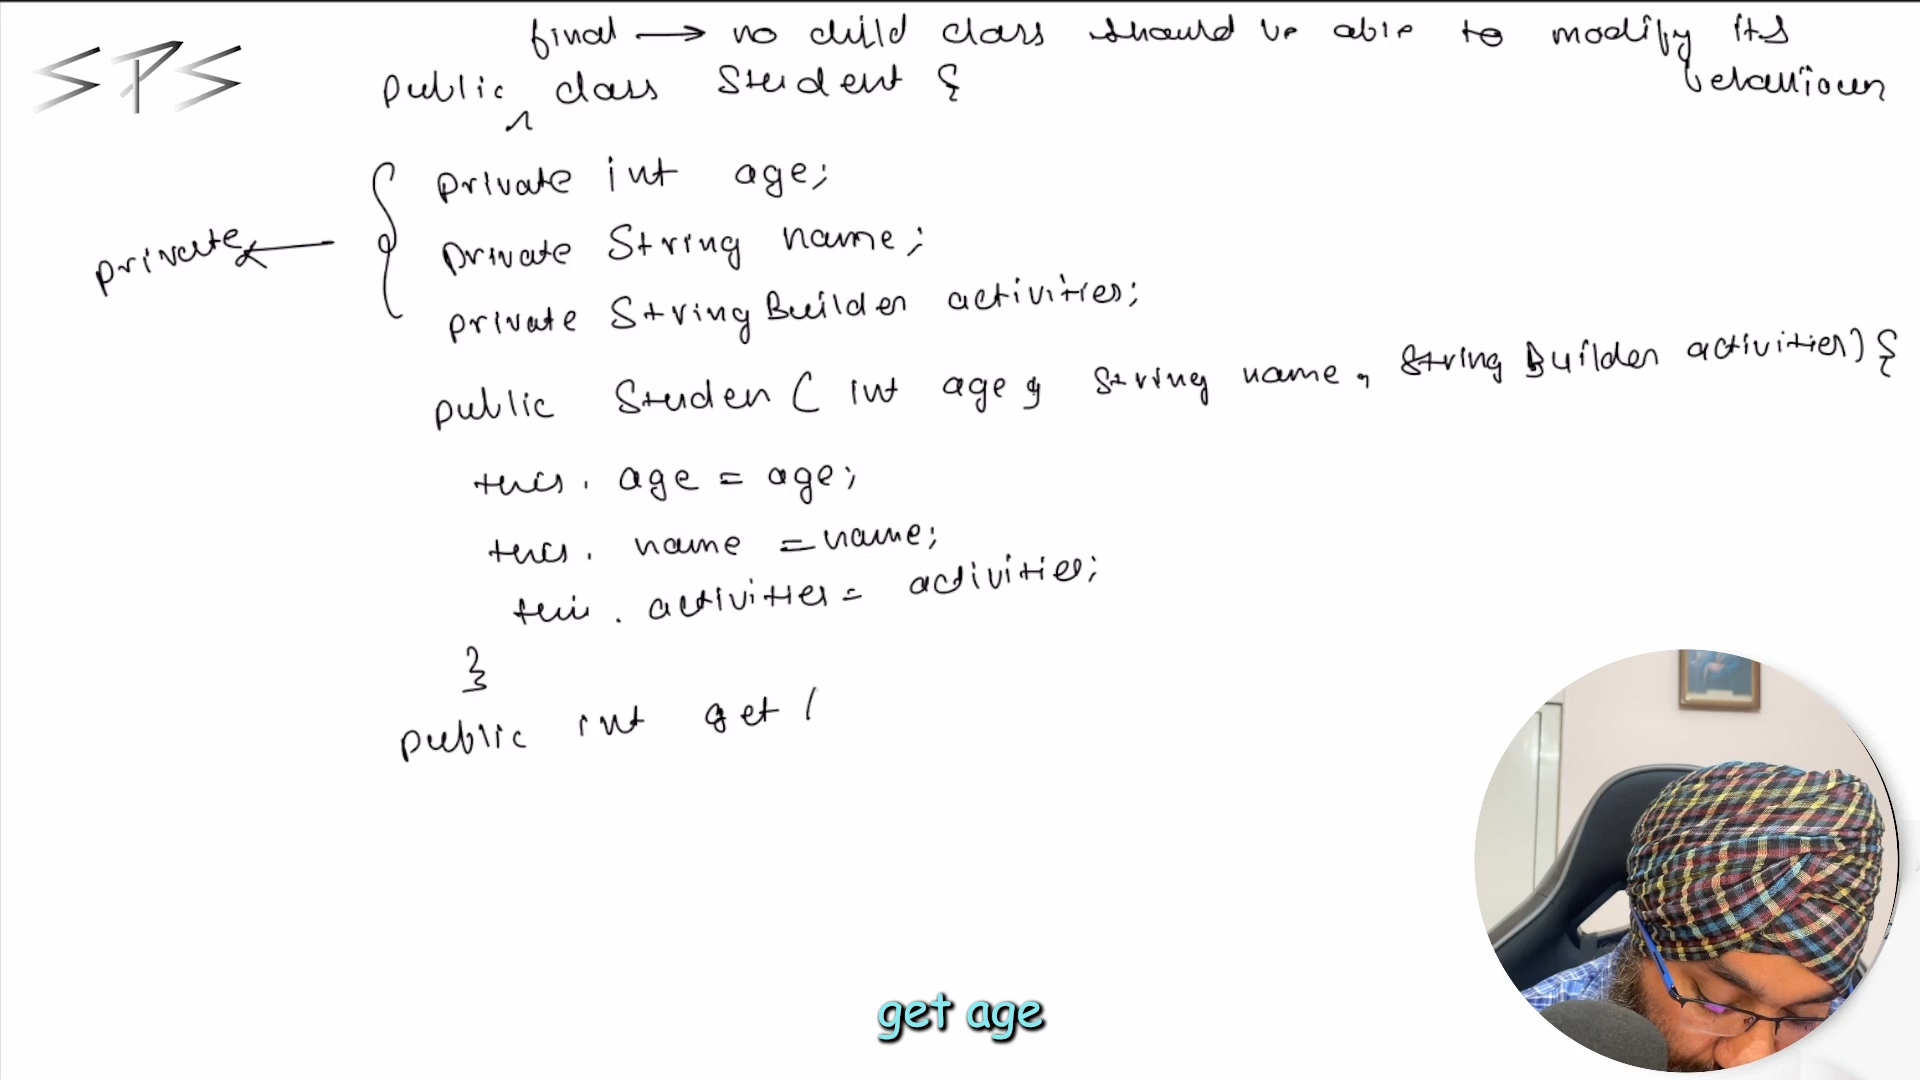 SPS
final → no child class should be able to modify its behaviour
public ^ class Student {
private ←
{ private int age;
private String name;
private StringBuilder activities;
public Studen ( int age, String name, String Builder activities) {
this. age = age;
this. name = name;
this. activities = activities;
}
public int get (
get age